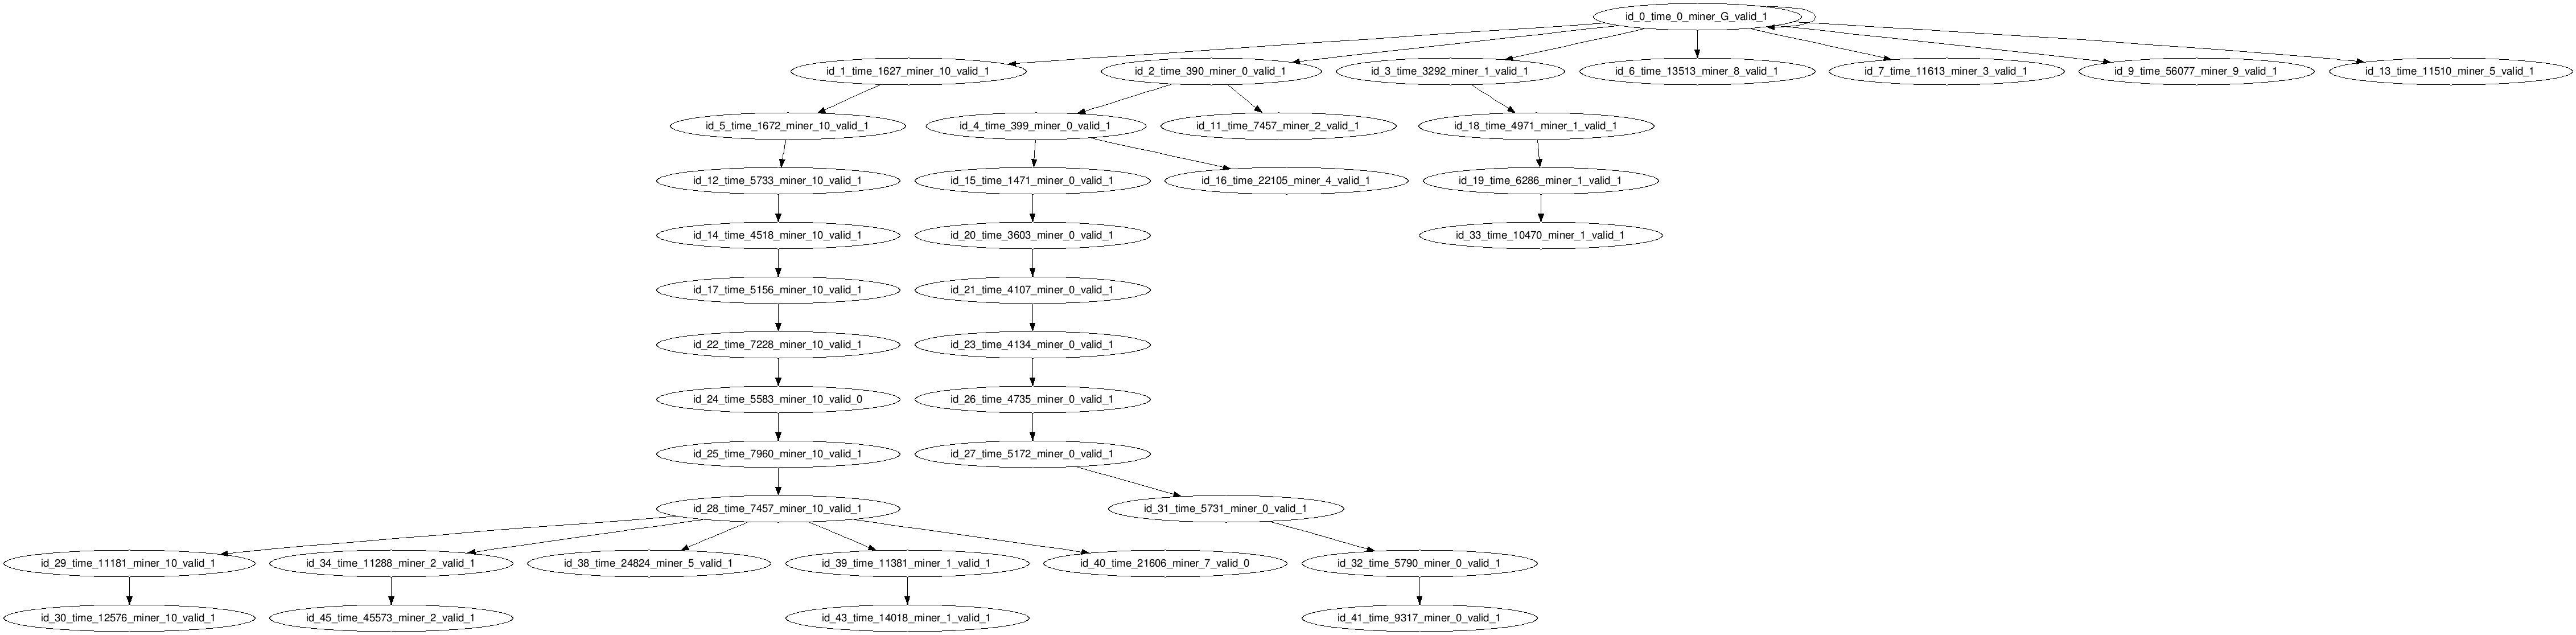 id_0_time_0_miner_G_valid_1
id_1_time_1627_miner_10_valid_1
id_2_time_390_miner_0_valid_1
id_3_time_3292_miner_1_valid_1
id_6_time_13513_miner_8_valid_1
id_7_time_11613_miner_3_valid_1
id_9_time_56077_miner_9_valid_1
id_13_time_11510_miner_5_valid_1
id_5_time_1672_miner_10_valid_1
id_4_time_399_miner_0_valid_1
id_11_time_7457_miner_2_valid_1
id_18_time_4971_miner_1_valid_1
id_12_time_5733_miner_10_valid_1
id_15_time_1471_miner_0_valid_1
id_16_time_22105_miner_4_valid_1
id_19_time_6286_miner_1_valid_1
id_14_time_4518_miner_10_valid_1
id_20_time_3603_miner_0_valid_1
id_33_time_10470_miner_1_valid_1
id_17_time_5156_miner_10_valid_1
id_21_time_4107_miner_0_valid_1
id_22_time_7228_miner_10_valid_1
id_23_time_4134_miner_0_valid_1
id_24_time_5583_miner_10_valid_0
id_26_time_4735_miner_0_valid_1
id_25_time_7960_miner_10_valid_1
id_27_time_5172_miner_0_valid_1
id_28_time_7457_miner_10_valid_1
id_31_time_5731_miner_0_valid_1
id_29_time_11181_miner_10_valid_1
id_34_time_11288_miner_2_valid_1
id_38_time_24824_miner_5_valid_1
id_39_time_11381_miner_1_valid_1
id_40_time_21606_miner_7_valid_0
id_32_time_5790_miner_0_valid_1
id_30_time_12576_miner_10_valid_1
id_45_time_45573_miner_2_valid_1
id_43_time_14018_miner_1_valid_1
id_41_time_9317_miner_0_valid_1